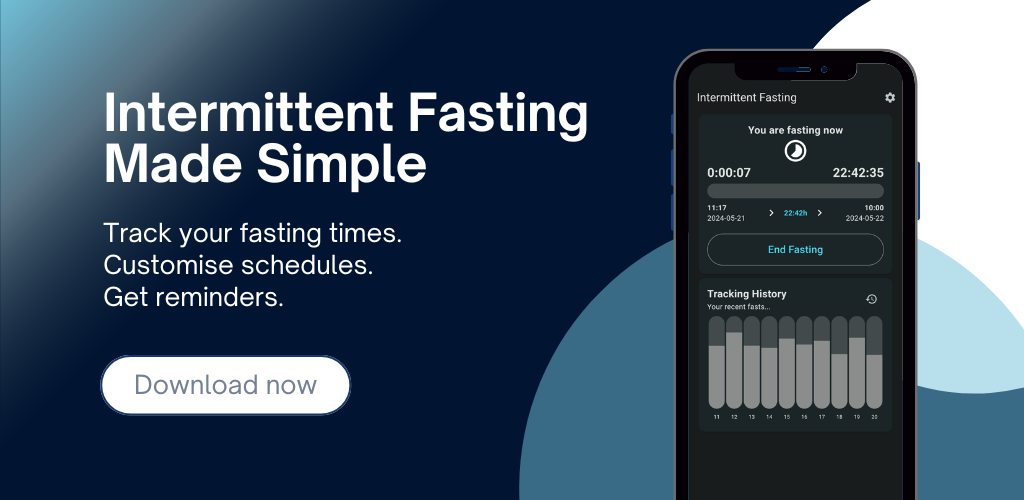 Intermittent Fasting
Made Simple
Track your fasting times.
Customise schedules.
Get reminders.
Download now
Intermittent Fasting
You are fasting now
0:00:07 22:42:35
11:17 10:00
2024-05-21 22:42h 2024-05-22
End Fasting
Tracking History
Your recent fasts...
11 12 13 14 15 16 17 18 19 20